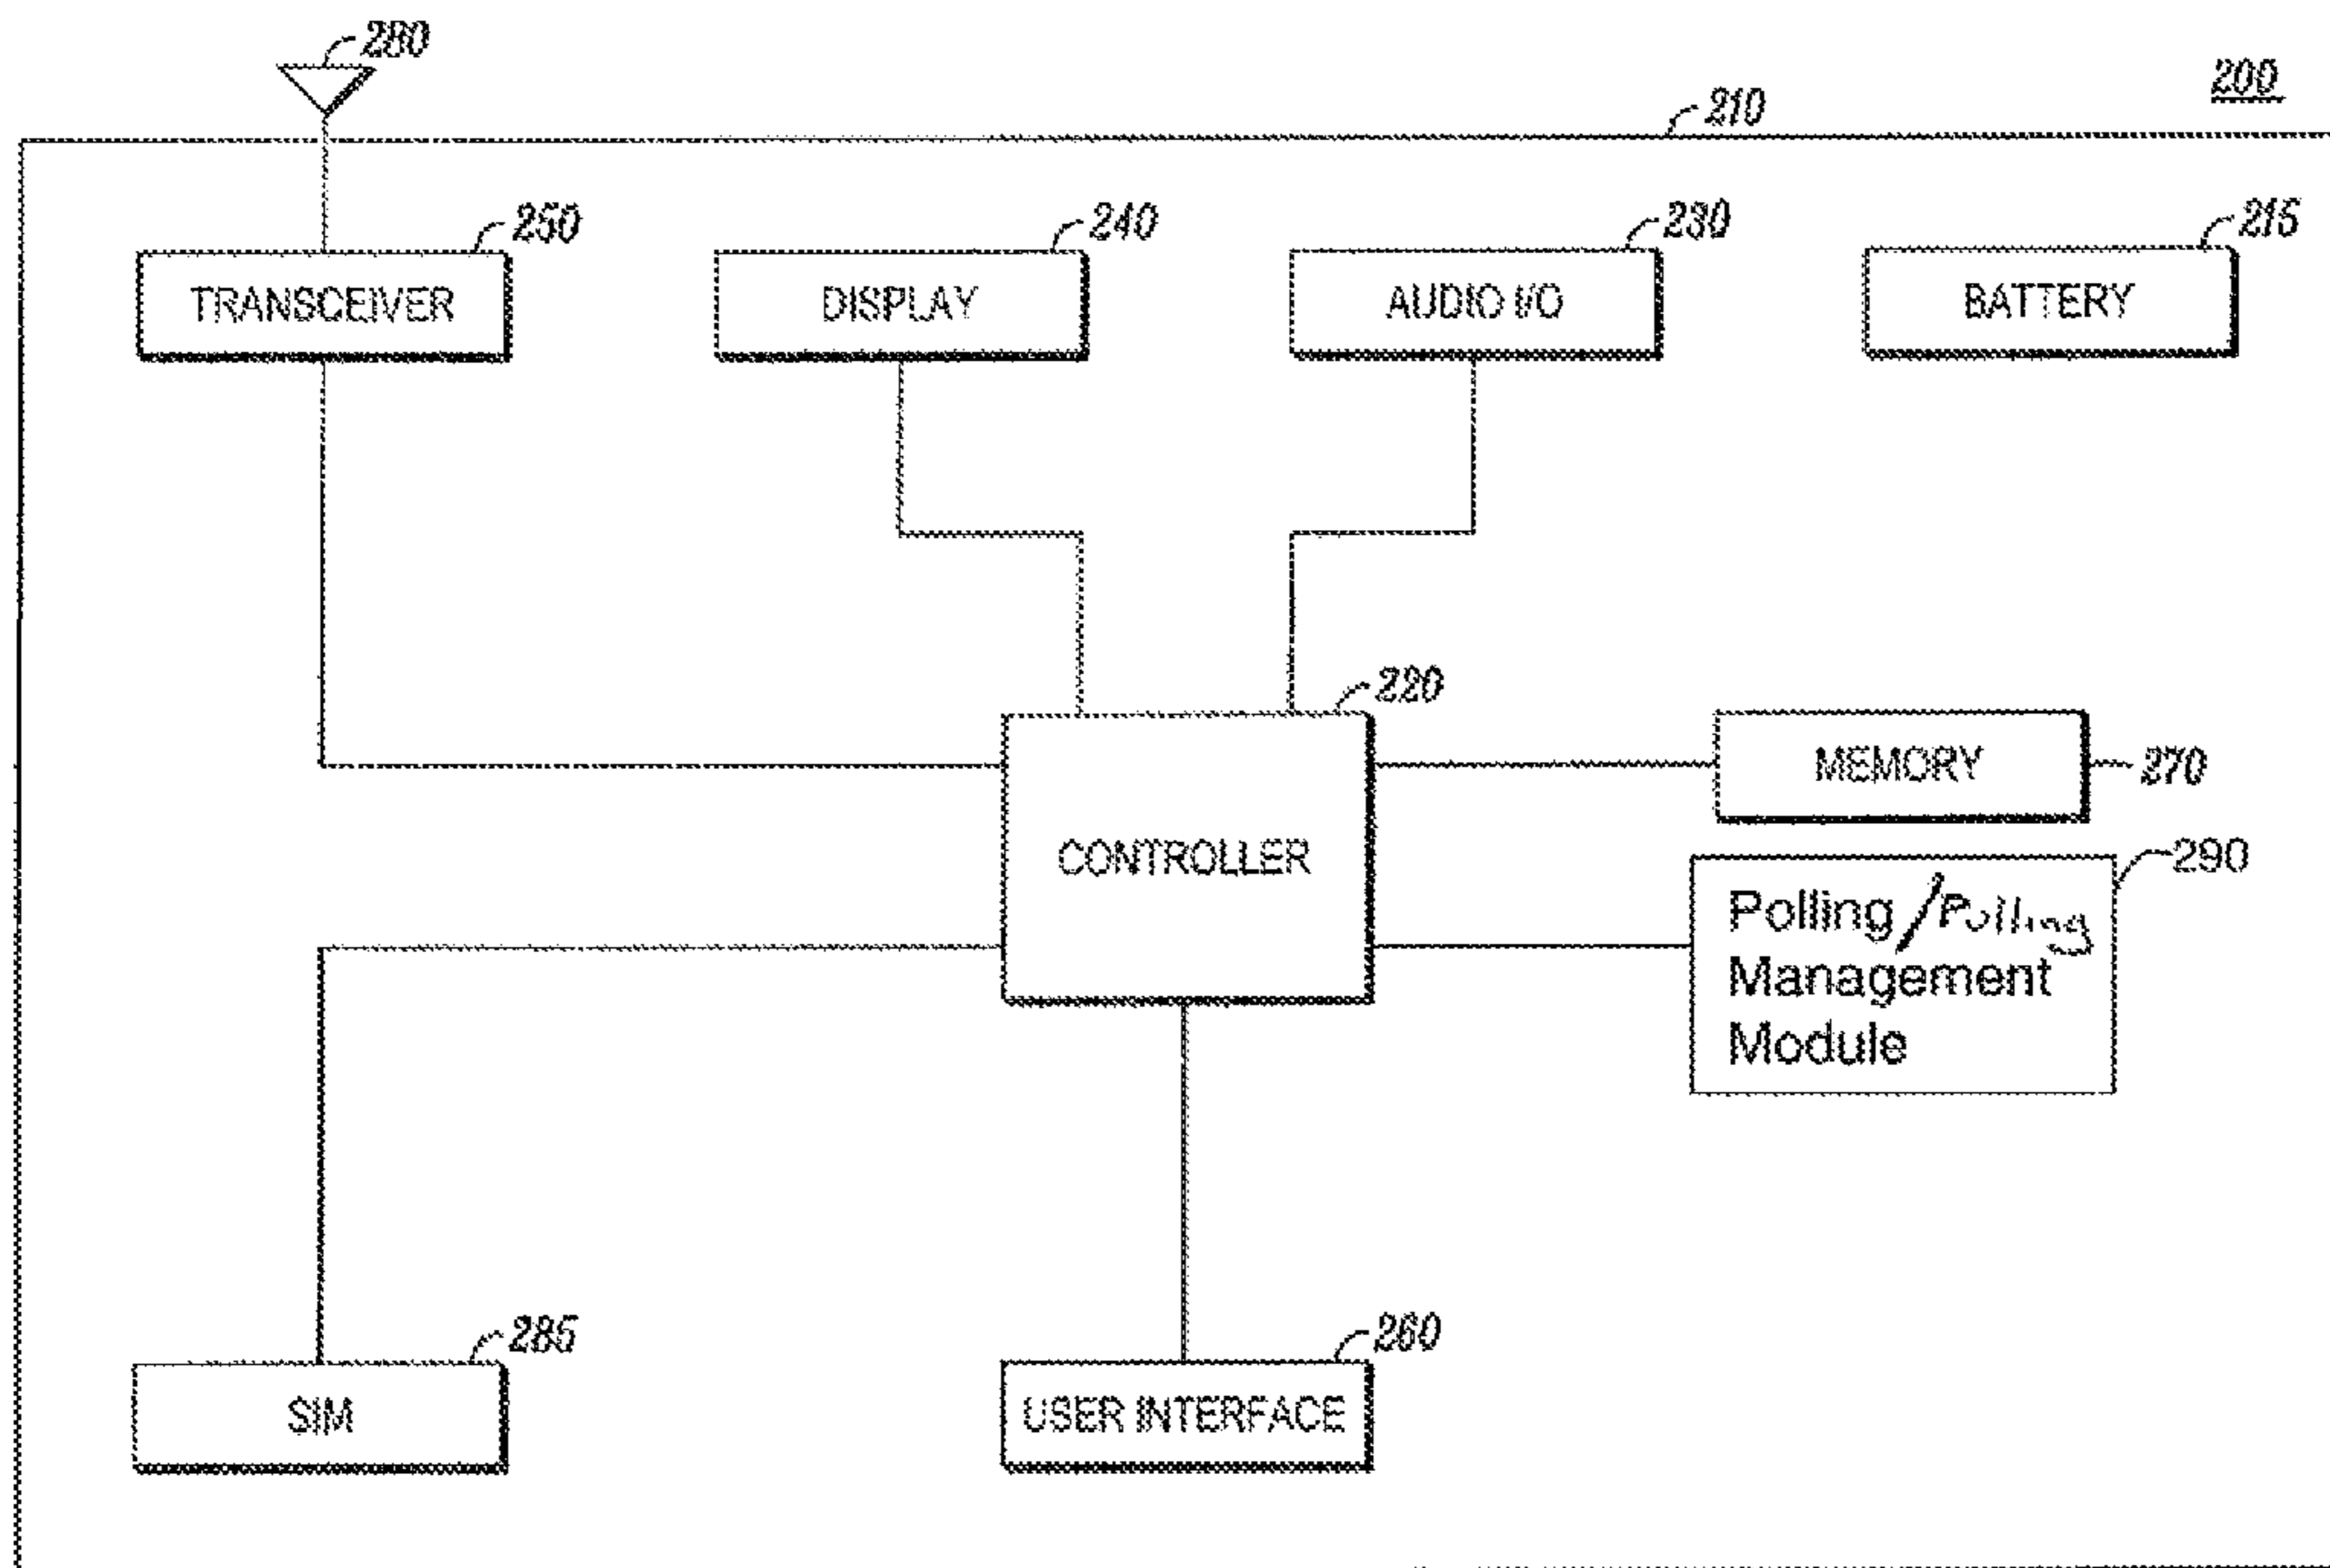 280
200
210
250
240
230
215
TRANSCEIVER
DISPLAY
AUDIO I/O
BATTERY
220
MEMORY
270
CONTROLLER
290
Polling/Polling
Management
Module
285
260
SIM
USER INTERFACE